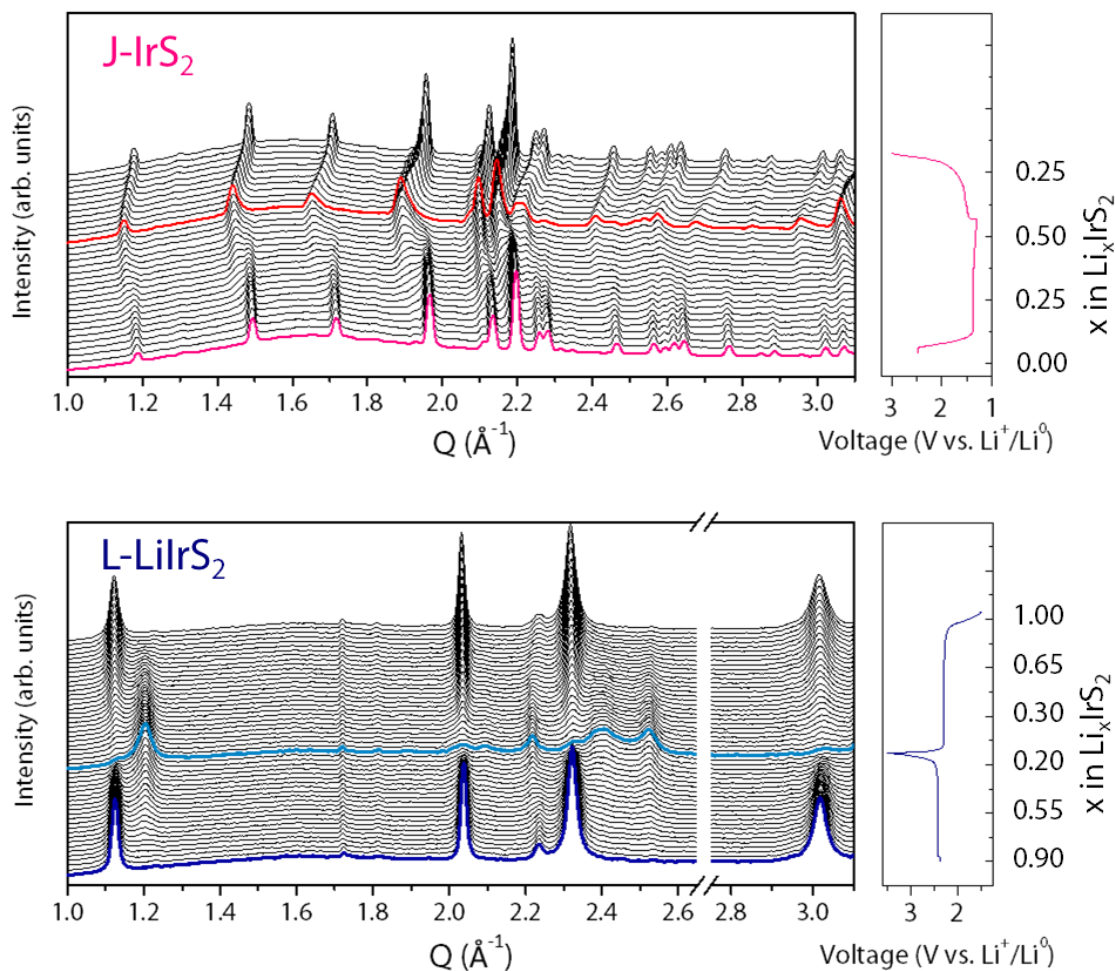 J-IrS₂
Intensity (arb. units)
1.0 1.2 1.4 1.6 1.8 2.0 2.2 2.4 2.6 2.8 3.0
Q (Å⁻¹)
0.25
0.50
0.25
0.00
x in LiₓIrS₂
3 2 1
Voltage (V vs. Li⁺/Li⁰)
L-LiIrS₂
Intensity (arb. units)
1.0 1.2 1.4 1.6 1.8 2.0 2.2 2.4 2.6 2.8 3.0
Q (Å⁻¹)
1.00
0.65
0.30
0.20
0.55
0.90
x in LiₓIrS₂
3 2
Voltage (V vs. Li⁺/Li⁰)